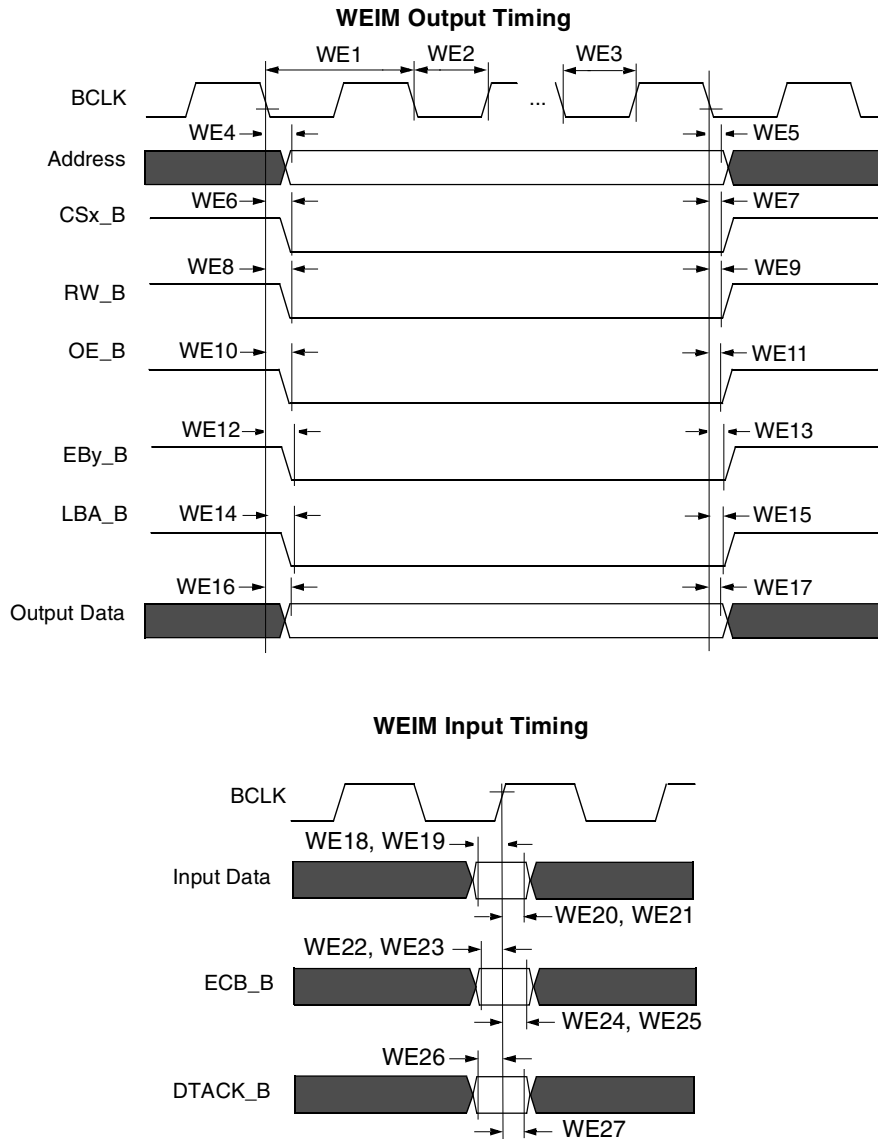 WEIM Output Timing
WE1 WE2 WE3
BCLK ...
WE4 WE5
Address
WE6 WE7
CSx_B
WE8 WE9
RW_B
OE_B WE10 WE11
WE12 WE13
EBy_B
LBA_B WE14 WE15
WE16 WE17
Output Data
WEIM Input Timing
BCLK
WE18, WE19
Input Data
WE20, WE21
WE22, WE23
ECB_B
WE24, WE25
WE26
DTACK_B
WE27